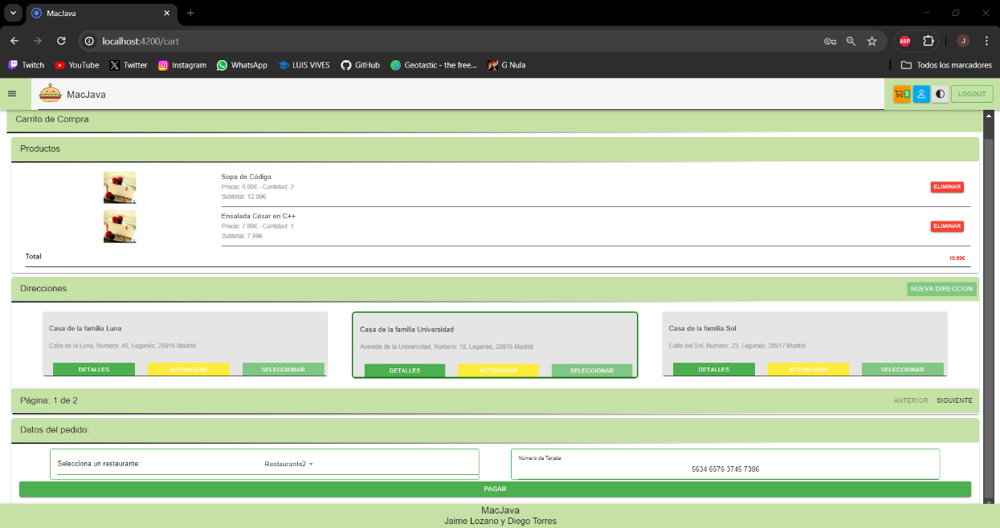 MacJava
localhost:4200/cart
ABP
J
Twitch
YouTube
Twitter
Instagram
WhatsApp
LUIS VIVES
GitHub
Geotastic - the free...
G Nula
Todos los marcadores
MacJava
3
LOGOUT
Carrito de Compra
Productos
Sopa de Código
Precio: 6.00€ - Cantidad: 2
Subtotal: 12.00€
ELIMINAR
Ensalada César en C++
Precio: 7.99€ - Cantidad: 1
Subtotal: 7.99€
ELIMINAR
Total
19.99€
Direcciones
NUEVA DIRECCION
Casa de la familia Luna
Calle de la Luna, Numero: 45, Leganés, 28915 Madrid
DETALLES
ACTUALIZAR
SELECCIONAR
Casa de la familia Universidad
Avenida de la Universidad, Numero: 10, Leganés, 28916 Madrid
DETALLES
ACTUALIZAR
SELECCIONAR
Casa de la familia Sol
Calle del Sol, Numero: 23, Leganés, 28917 Madrid
DETALLES
ACTUALIZAR
SELECCIONAR
Página: 1 de 2
ANTERIOR
SIGUIENTE
Datos del pedido:
Selecciona un restaurante:
Restaurante2
Número de Tarjeta
5634 6576 3745 7386
PAGAR
MacJava
Jaime Lozano y Diego Torres